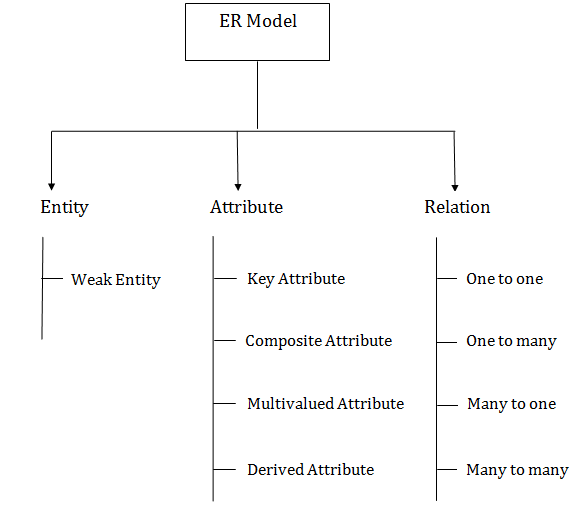 ER Model
Entity
Attribute
Relation
Weak Entity
Key Attribute
One to one
Composite Attribute
One to many
Multivalued Attribute
Many to one
Derived Attribute
Many to many